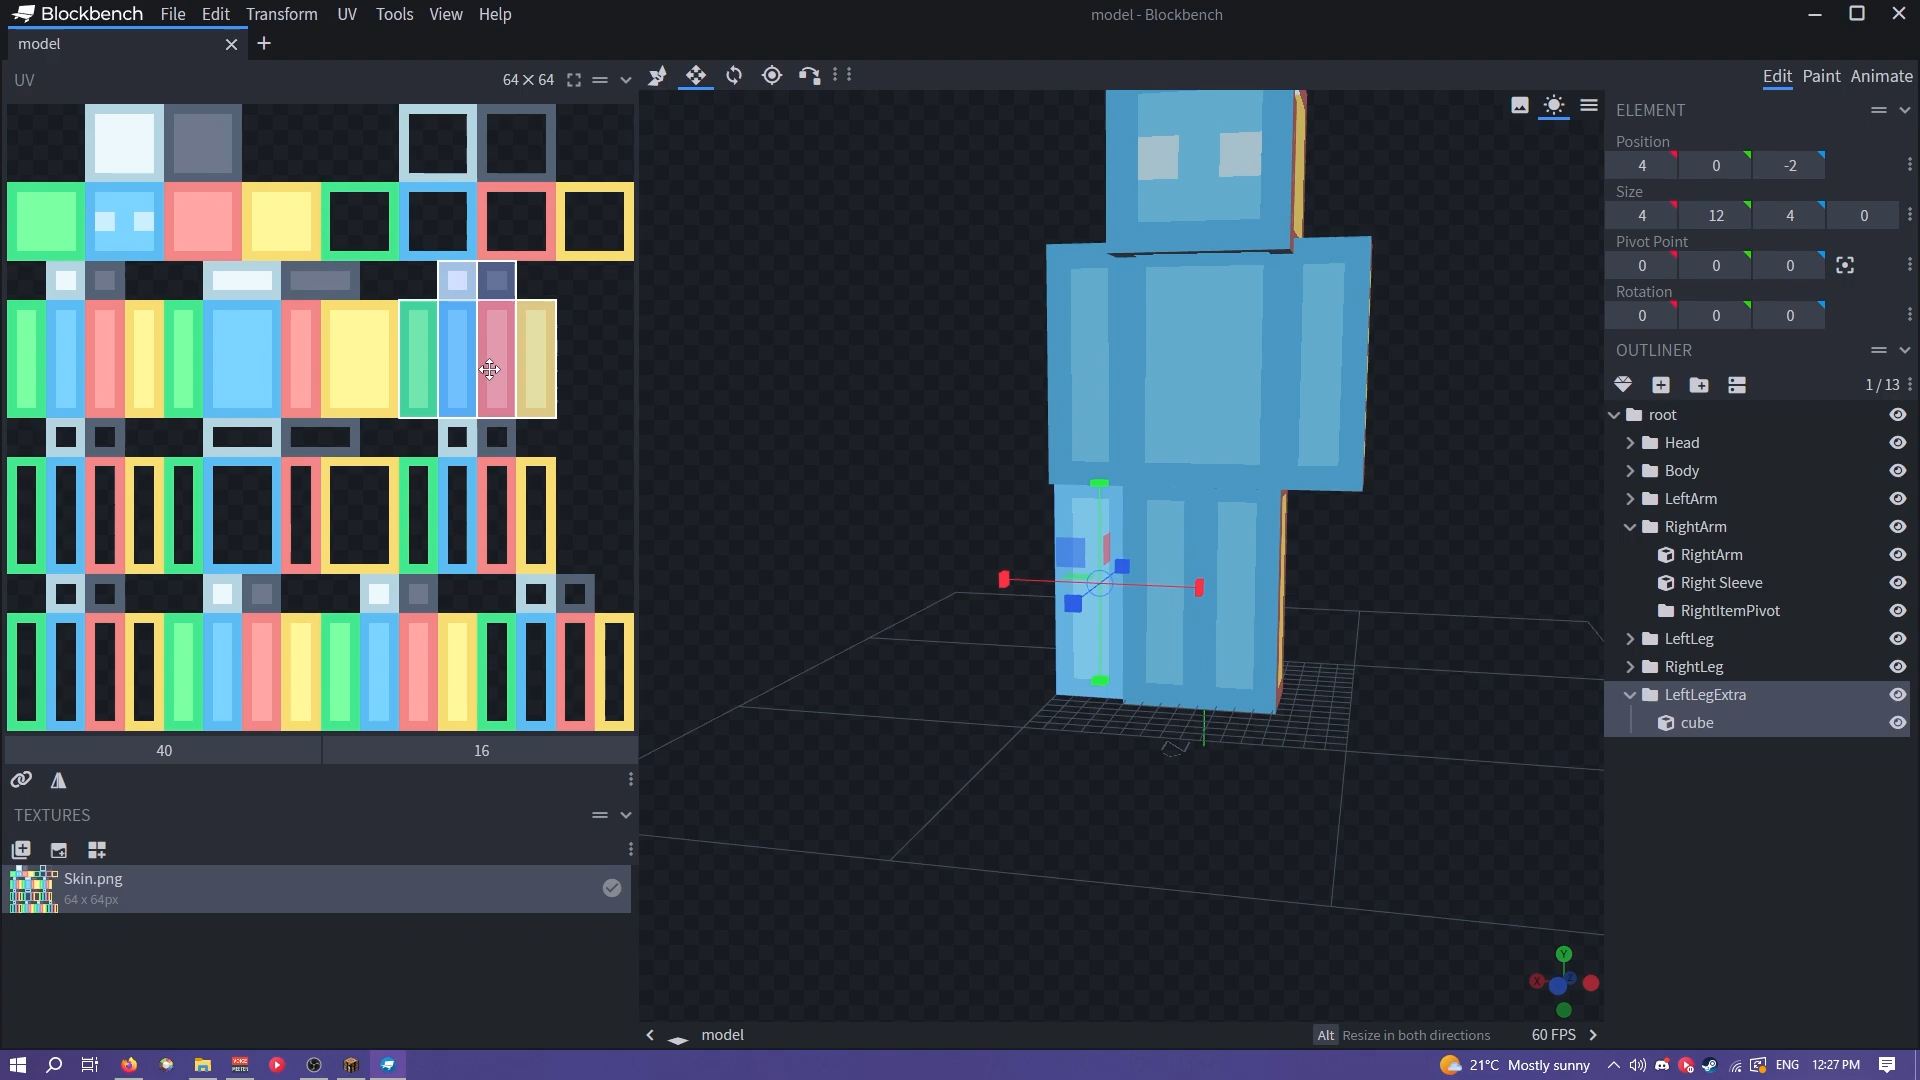 Blockbench File Edit Transform UV Tools View Help
model - Blockbench
model
UV
64 × 64
Edit Paint Animate
ELEMENT
Position
4 0 -2
Size
4 12 4 0
Pivot Point
0 0 0
Rotation
0 0 0
OUTLINER
1 / 13
root
Head
Body
LeftArm
RightArm
RightArm
Right Sleeve
RightItemPivot
LeftLeg
RightLeg
LeftLegExtra
cube
40 16
TEXTURES
Skin.png
64 x 64px
Y
X
model
Alt Resize in both directions
60 FPS
21°C Mostly sunny
ENG
12:27 PM